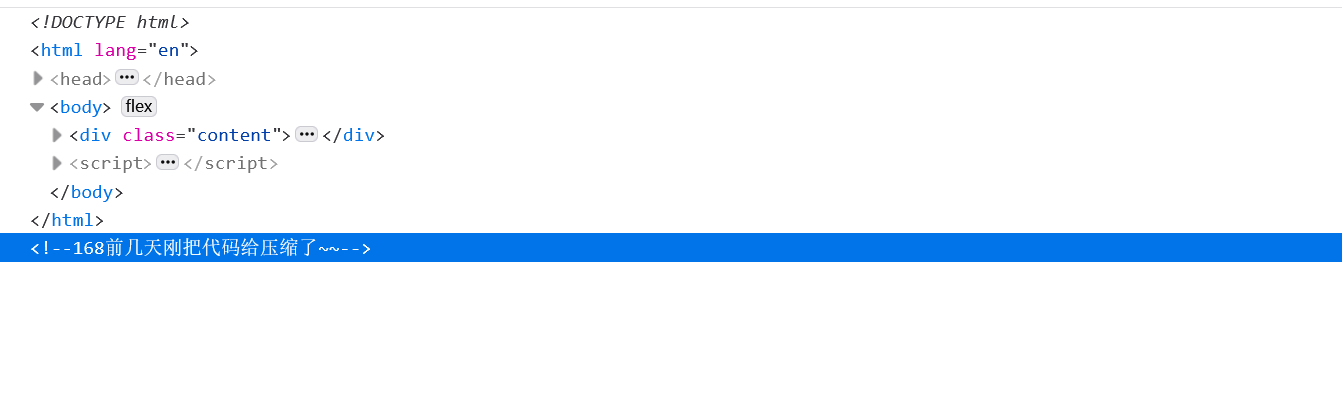 <!DOCTYPE html>
<html lang="en">
<head>•••</head>
<body> flex
<div class="content">•••</div>
<script>•••</script>
</body>
</html>
<!--168前几天刚把代码给压缩了~~-->